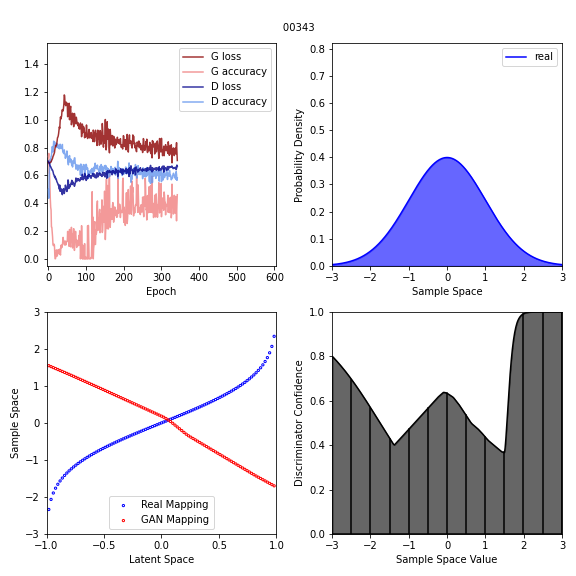 00343
G loss
G accuracy
D loss
D accuracy
1.4
1.2
1.0
0.8
0.6
0.4
0.2
0.0
0 100 200 300 400 500 600
Epoch
real
Probability Density
0.8
0.7
0.6
0.5
0.4
0.3
0.2
0.1
0.0
−3 −2 −1 0 1 2 3
Sample Space
Sample Space
3
2
1
0
−1
−2
−3
Real Mapping
GAN Mapping
−1.0 −0.5 0.0 0.5 1.0
Latent Space
Discriminator Confidence
1.0
0.8
0.6
0.4
0.2
0.0
−3 −2 −1 0 1 2 3
Sample Space Value